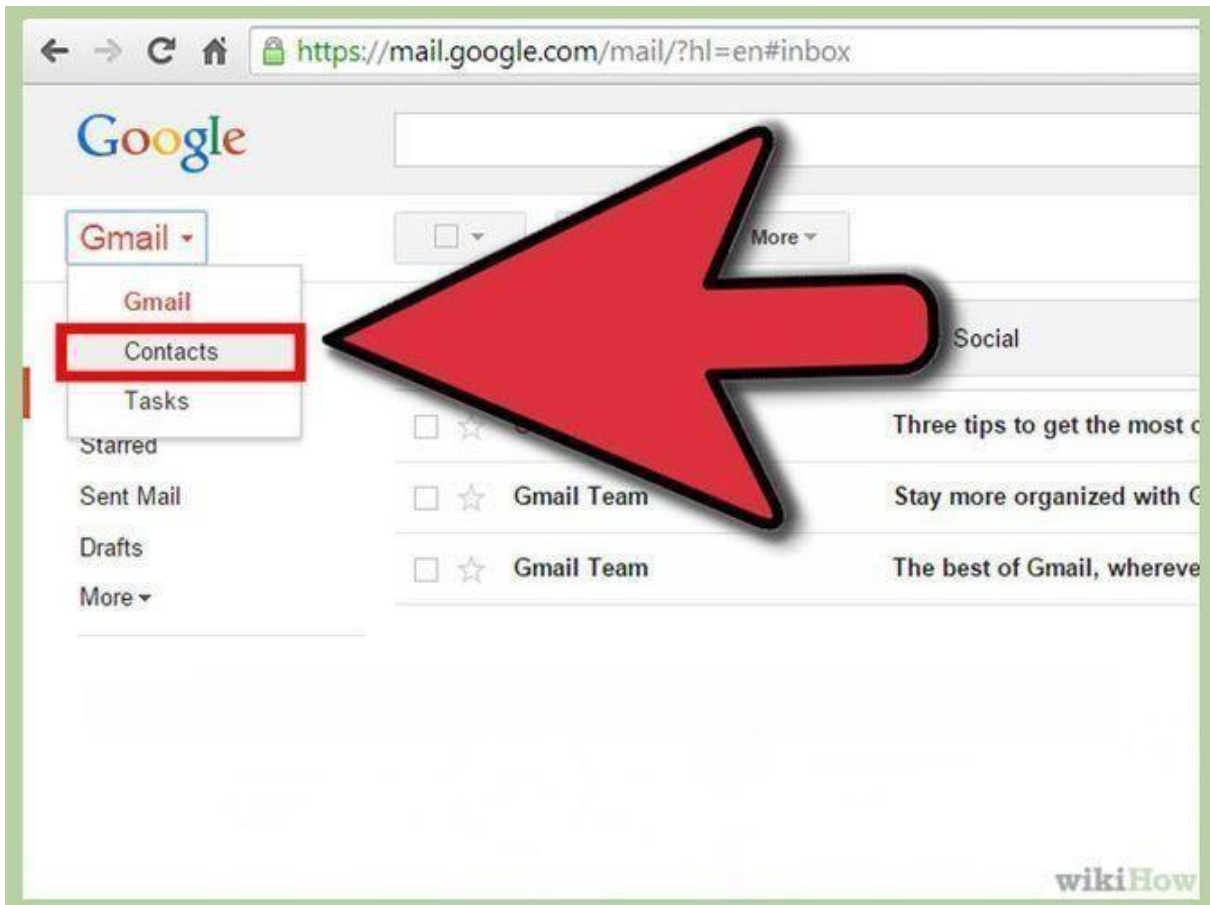 https://mail.google.com/mail/?hl=en#inbox
Google
Gmail
More
Gmail
Contacts
Social
Tasks
Starred
Three tips to get the most
Sent Mail
Gmail Team
Stay more organized with
Drafts
Gmail Team
The best of Gmail, whereve
More
wikiHow